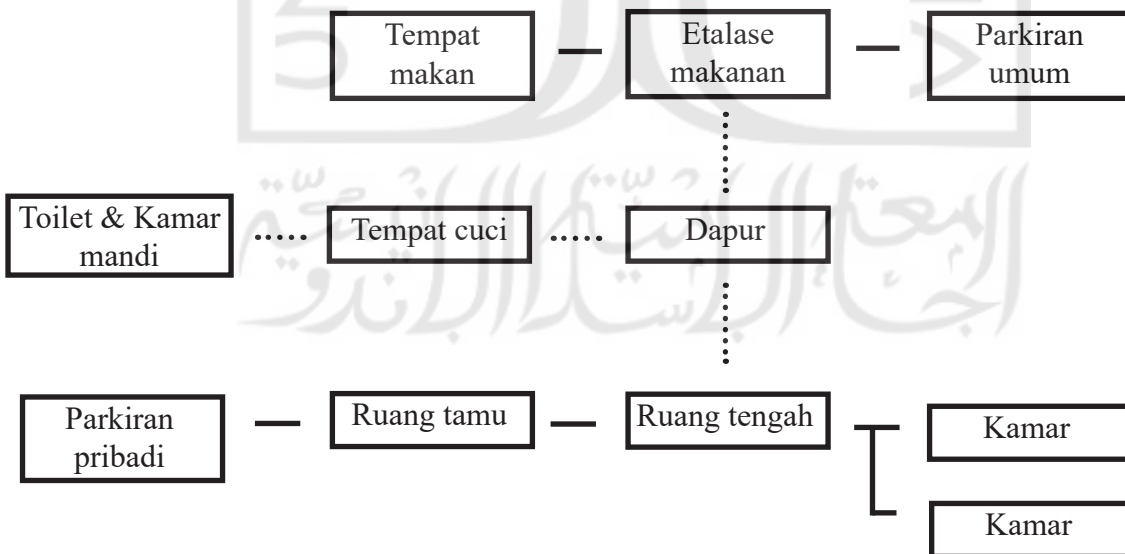 Tempat
makan
Etalase
makanan
Parkiran
umum
Toilet & Kamar
mandi
Tempat cuci
Dapur
Parkiran
pribadi
Ruang tamu
Ruang tengah
Kamar
Kamar